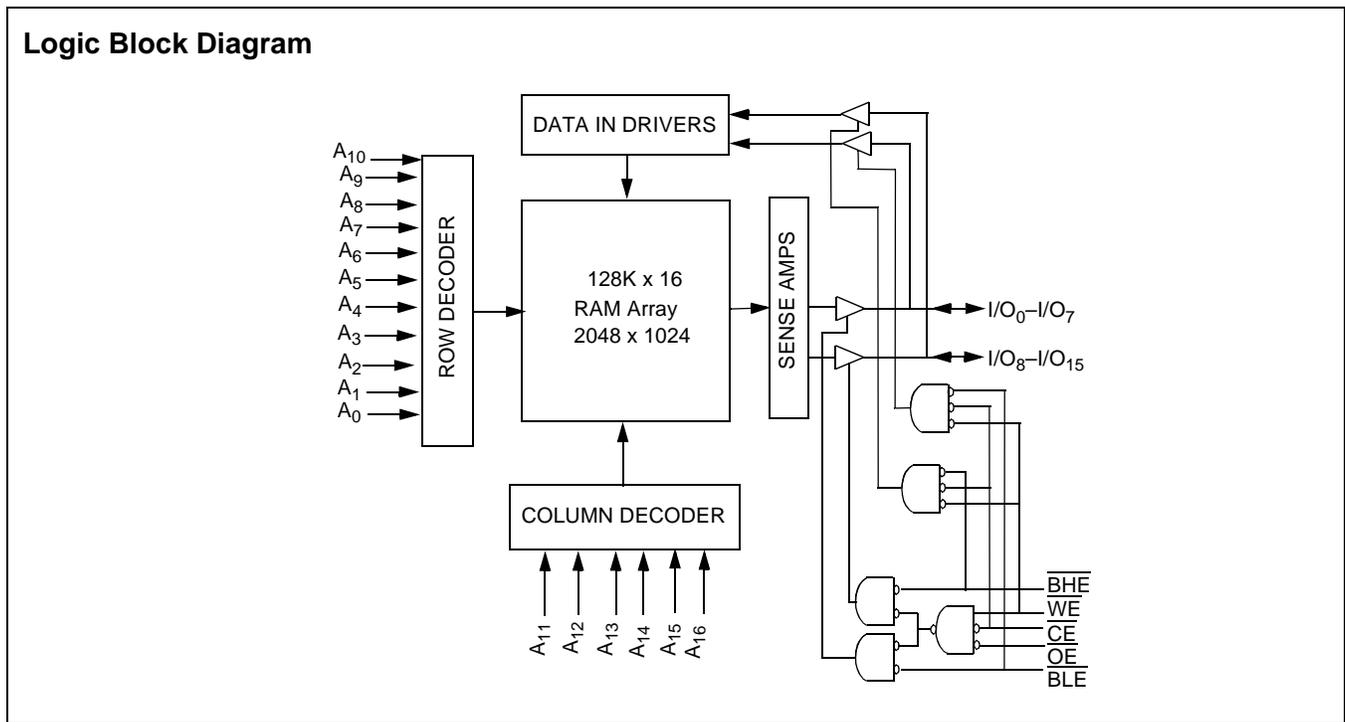 Logic Block Diagram
DATA IN DRIVERS
A10
A9
A8
A7
A6
A5
A4
A3
A2
A1
A0
ROW DECODER
128K x 16
RAM Array
2048 x 1024
SENSE AMPS
I/O0–I/O7
I/O8–I/O15
COLUMN DECODER
A11
A12
A13
A14
A15
A16
BHE
WE
CE
OE
BLE